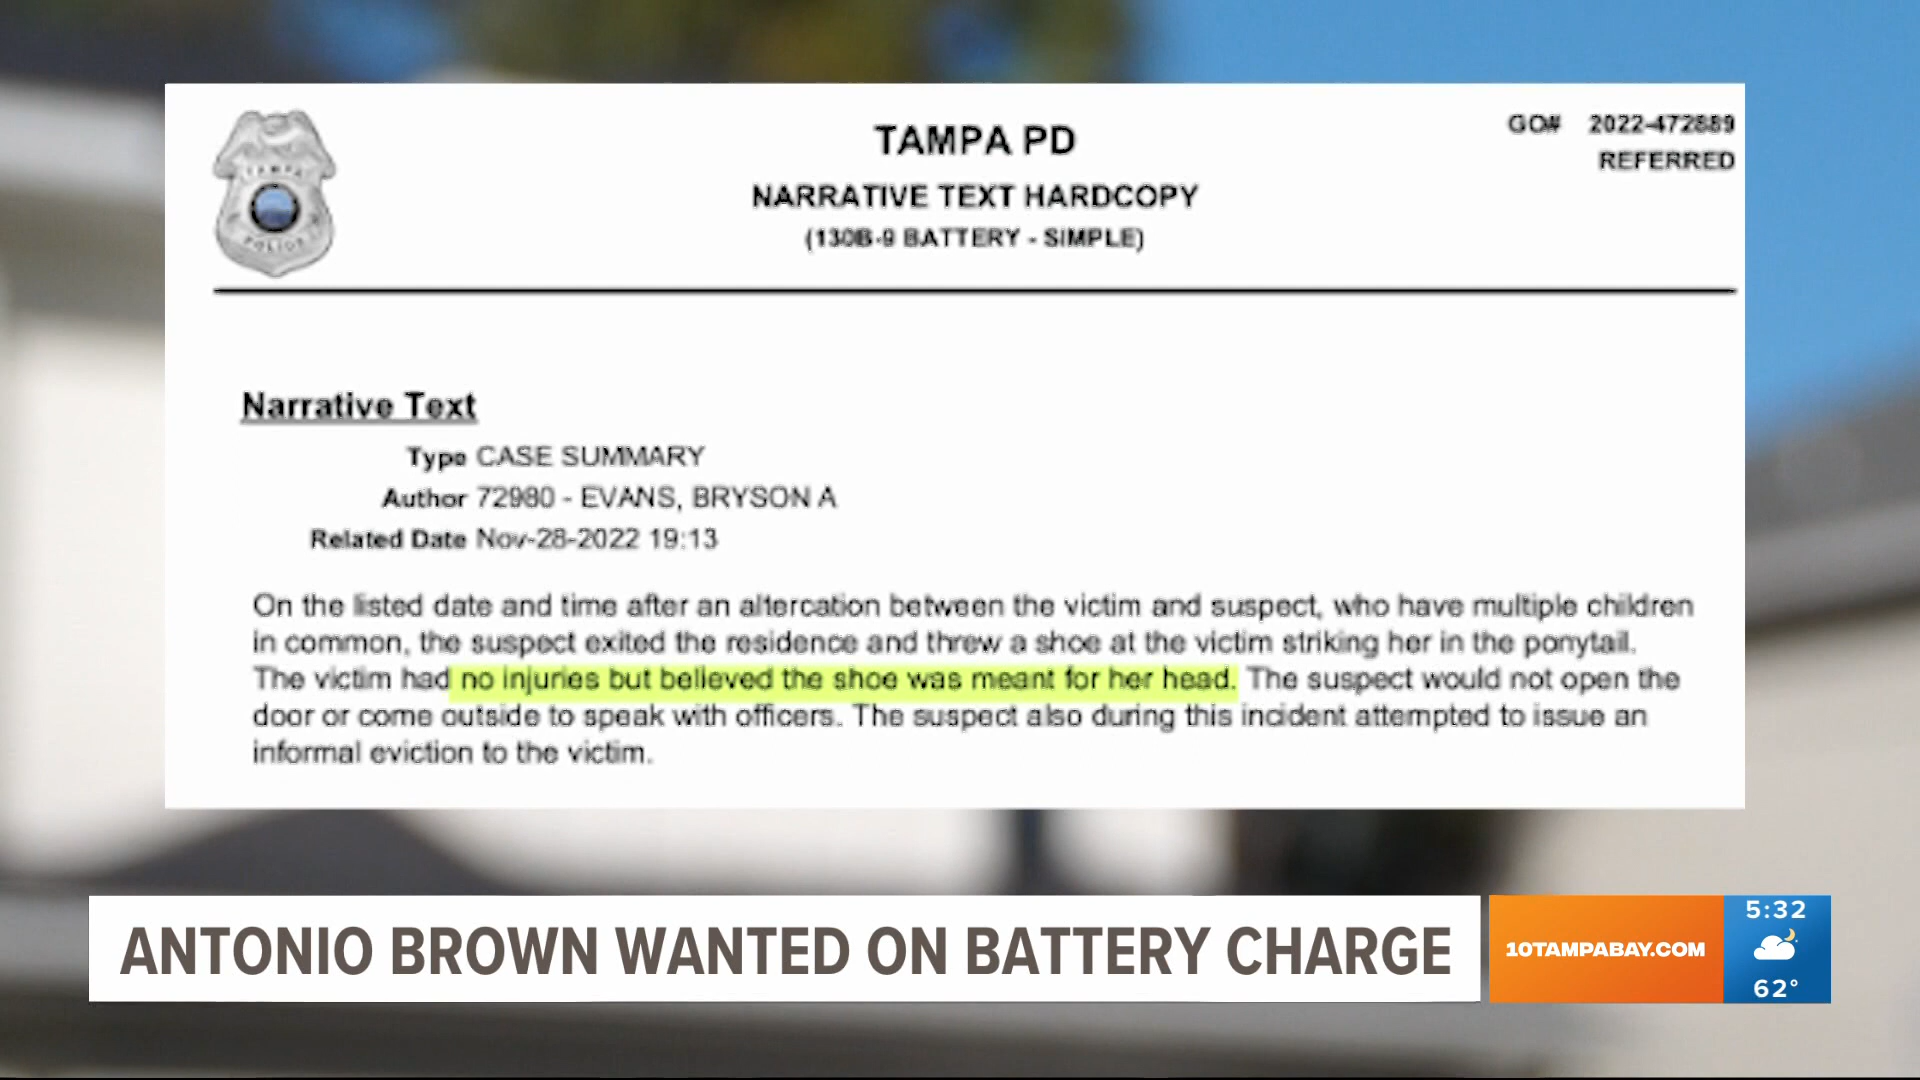 TAMPA
POLICE
TAMPA PD
NARRATIVE TEXT HARDCOPY
(130B-9 BATTERY - SIMPLE)
GO# 2022-472889
REFERRED
Narrative Text
Type CASE SUMMARY
Author 72980 - EVANS, BRYSON A
Related Date Nov-28-2022 19:13
On the listed date and time after an altercation between the victim and suspect, who have multiple children
in common, the suspect exited the residence and threw a shoe at the victim striking her in the ponytail.
The victim had no injuries but believed the shoe was meant for her head. The suspect would not open the
door or come outside to speak with officers. The suspect also during this incident attempted to issue an
informal eviction to the victim.
ANTONIO BROWN WANTED ON BATTERY CHARGE
10TAMPABAY.COM
5:32
62°